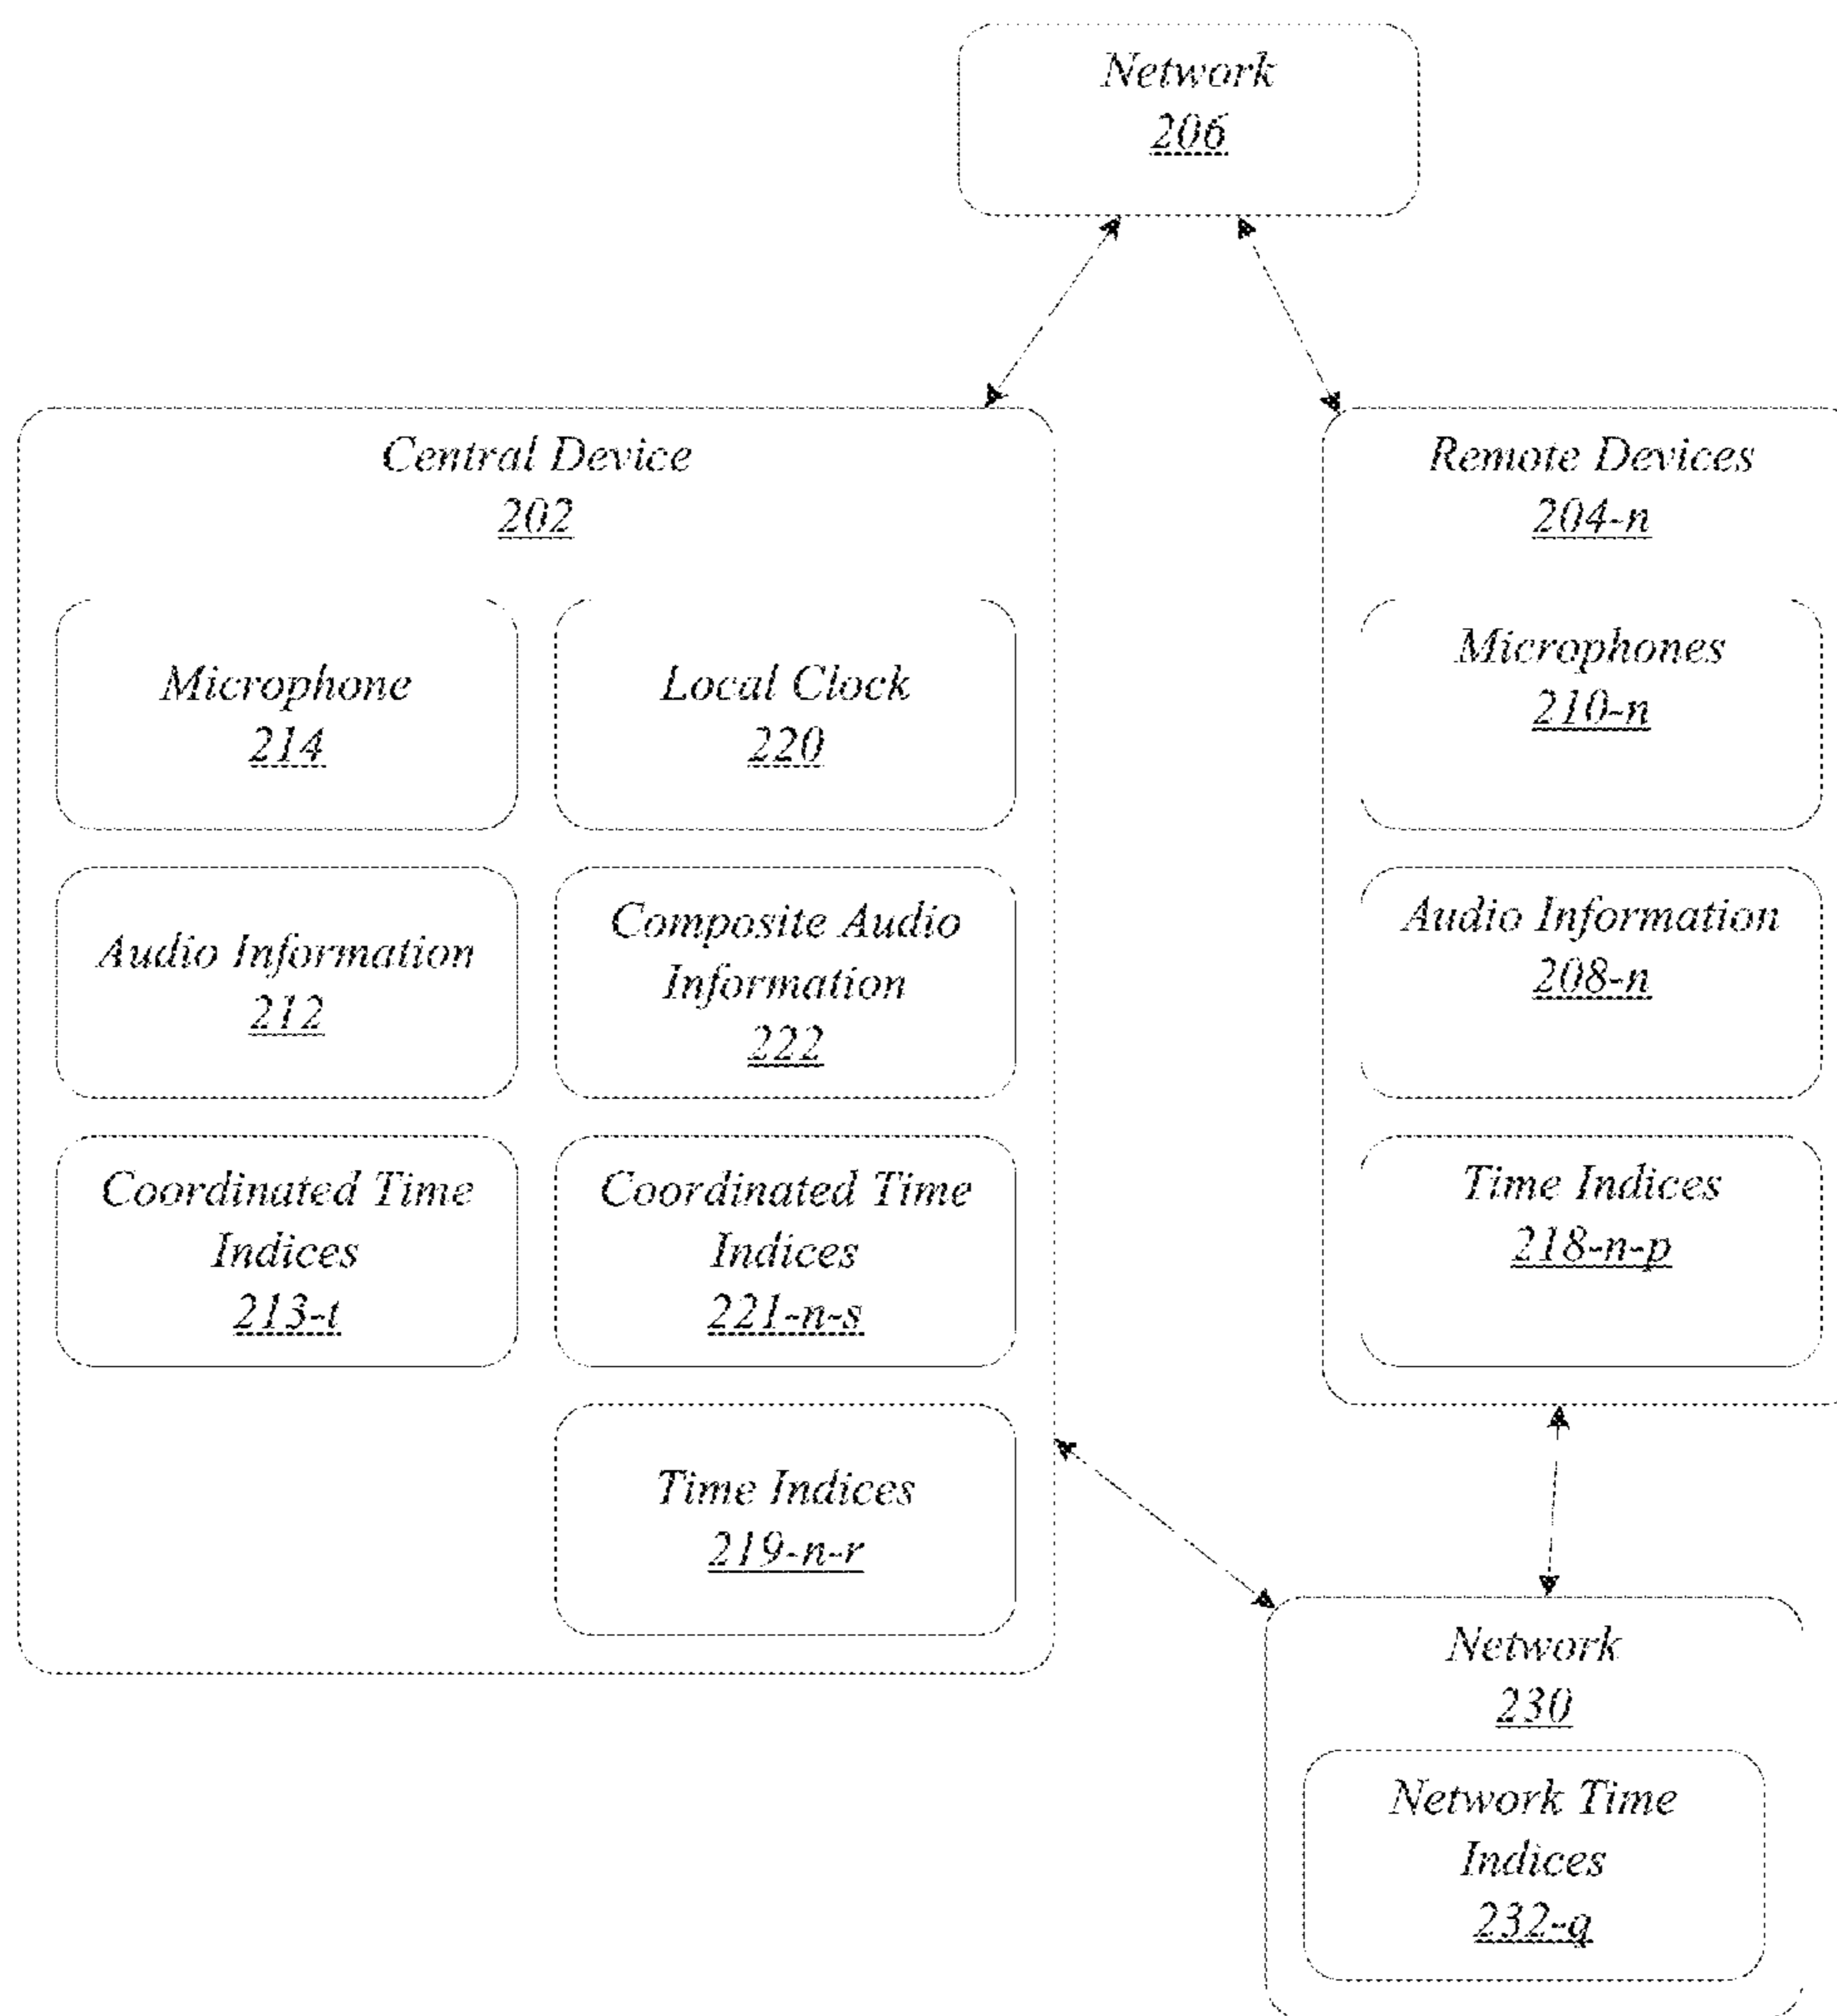 Network
206
Central Device
202
Microphone
214
Local Clock
220
Audio Information
212
Composite Audio
Information
222
Coordinated Time
Indices
213-t
Coordinated Time
Indices
221-n-s
Time Indices
219-n-r
Remote Devices
204-n
Microphones
210-n
Audio Information
208-n
Time Indices
218-n-p
Network
230
Network Time
Indices
232-q